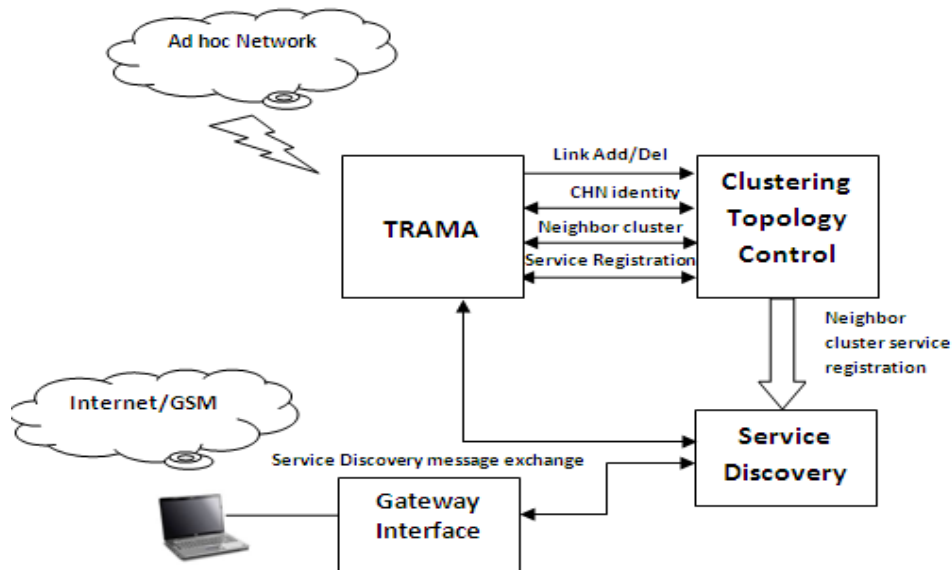 Ad hoc Network
Link Add/Del
CHN identity
Neighbor cluster
Service Registration
TRAMA
Clustering
Topology
Control
Neighbor
cluster service
registration
Internet/GSM
Service Discovery message exchange
Service
Discovery
Gateway
Interface